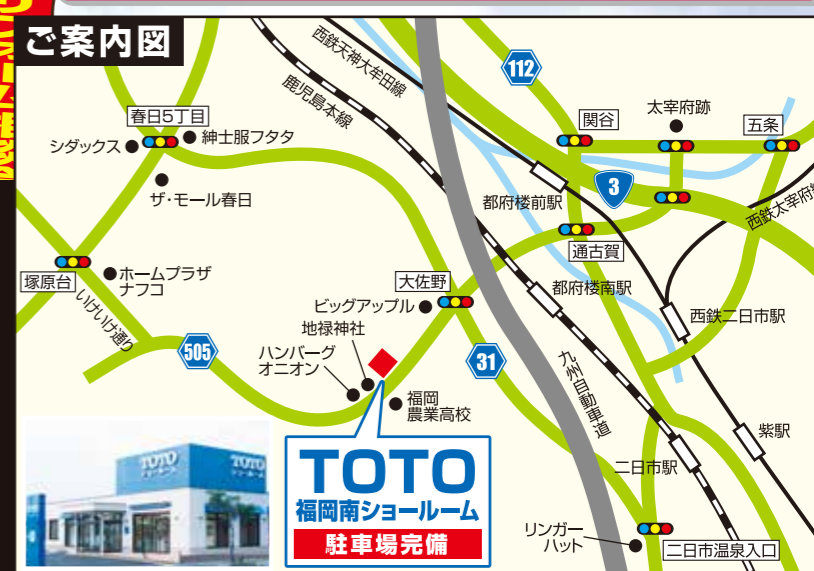 ご案内図
西鉄天神大牟田線
鹿児島本線
112
関谷
太宰府跡
五条
春日5丁目
シダックス
紳士服フタタ
ザ・モール春日
都府楼前駅
3
西鉄太宰府
通古賀
塚原台
ホームプラザ
ナフコ
いけいけ通り
大佐野
ビッグアップル
都府楼南駅
西鉄二日市駅
地禄神社
ハンバーグ
オニオン
505
31
九州自動車道
福岡
農業高校
紫駅
二日市駅
TOTO
ショールーム
TOTO
TOTO
福岡南ショールーム
駐車場完備
リンガー
ハット
二日市温泉入口